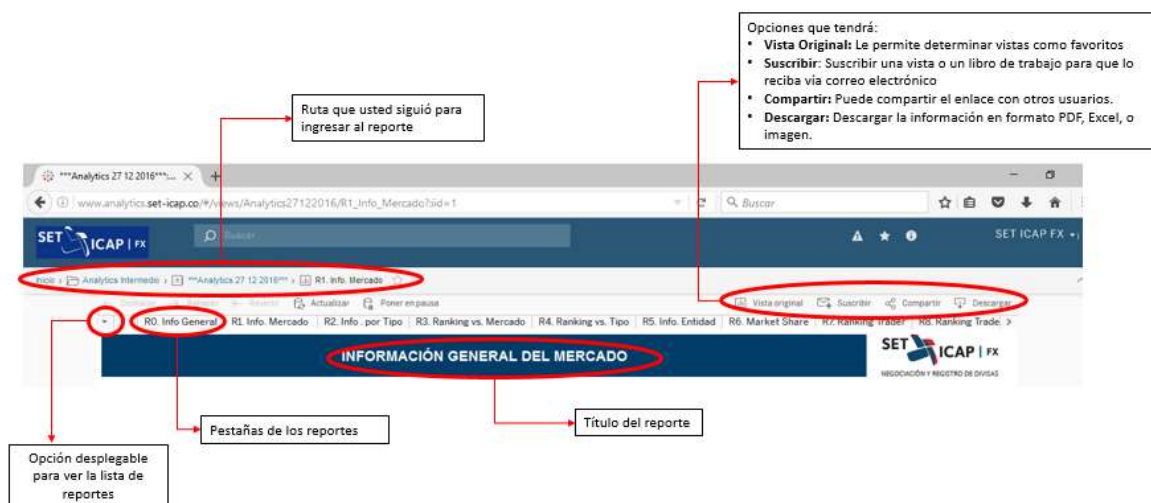 Opciones que tendrá:
• Vista Original: Le permite determinar vistas como favoritos
• Suscribir: Suscribir una vista o un libro de trabajo para que lo
reciba vía correo electrónico
• Compartir: Puede compartir el enlace con otros usuarios.
• Descargar: Descargar la información en formato PDF, Excel, o
imagen.
Ruta que usted siguió para
ingresar al reporte
***Analytics 27 12 2016***:...
www.analytics.set-icap.co/#/views/Analytics27122016/R1_Info_Mercado?:iid=1
Buscar
SET ICAP | FX
Buscar
SET ICAP FX
Inicio > Analytics Intermedio > ***Analytics 27 12 2016*** > R1. Info. Mercado
Deshacer Rehacer Revertir Actualizar Poner en pausa
Vista original Suscribir Compartir Descargar
R0. Info General R1. Info. Mercado R2. Info. por Tipo R3. Ranking vs. Mercado R4. Ranking vs. Tipo R5. Info. Entidad R6. Market Share R7. Ranking Trader R8. Ranking Trade >
INFORMACIÓN GENERAL DEL MERCADO
SET ICAP | FX
NEGOCIACIÓN Y REGISTRO DE DIVISAS
Pestañas de los reportes
Título del reporte
Opción desplegable
para ver la lista de
reportes